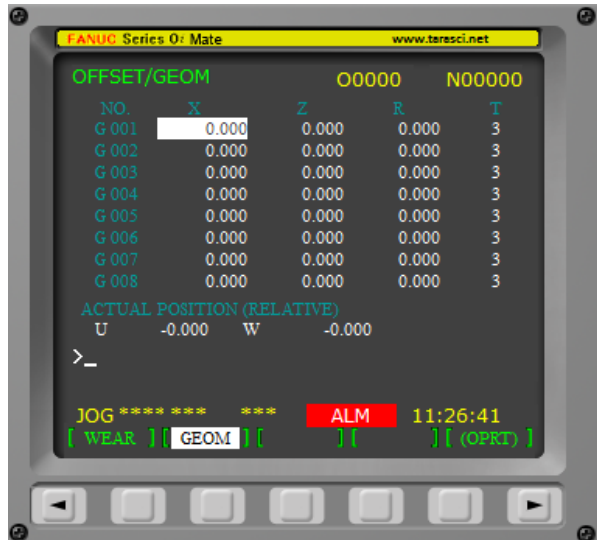 FANUC Series 0i Mate www.tarasci.net
OFFSET/GEOM O0000 N00000
NO. X Z R T
G 001 0.000 0.000 0.000 3
G 002 0.000 0.000 0.000 3
G 003 0.000 0.000 0.000 3
G 004 0.000 0.000 0.000 3
G 005 0.000 0.000 0.000 3
G 006 0.000 0.000 0.000 3
G 007 0.000 0.000 0.000 3
G 008 0.000 0.000 0.000 3
ACTUAL POSITION (RELATIVE)
U -0.000 W -0.000
>_
JOG **** *** *** ALM 11:26:41
[ WEAR ] [ GEOM ] [ ] [ ] [ (OPRT) ]